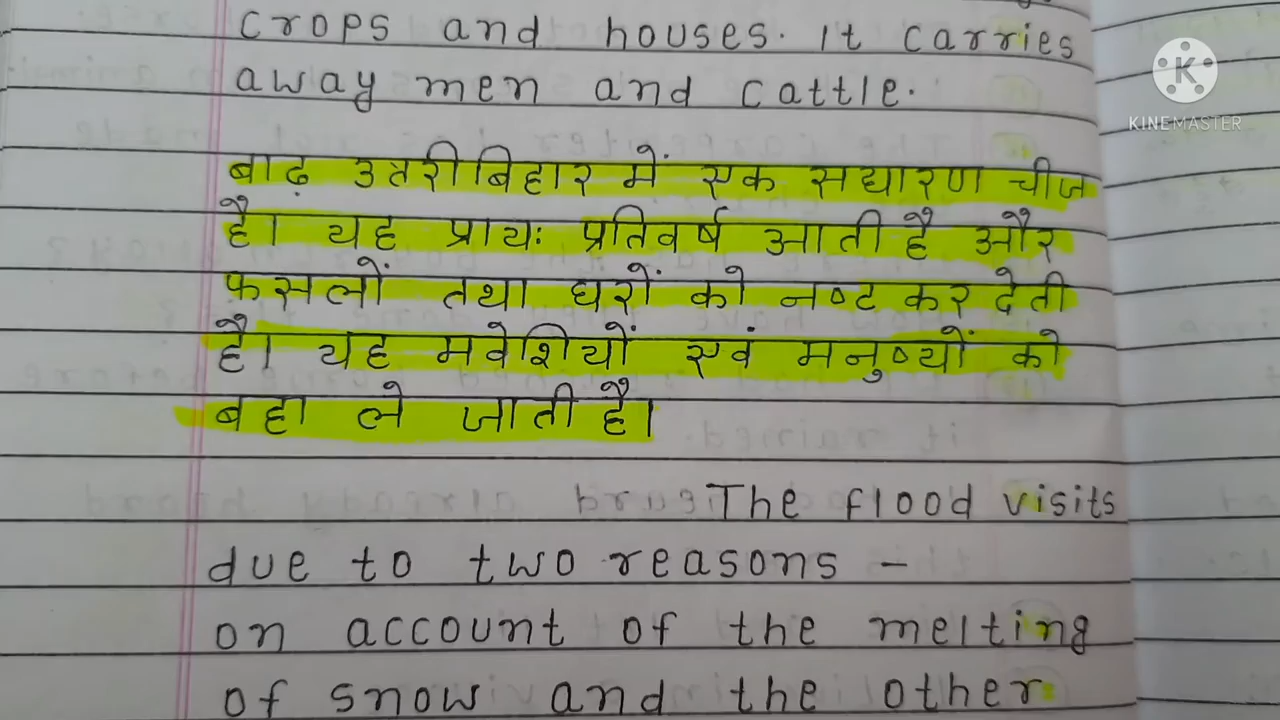 crops and houses. It carries
away men and cattle.
बाढ़ उतरी बिहार में एक सधारण चीज
है। यह प्रायः प्रतिवर्ष आती है और
फसलों तथा घरों को नष्ट कर देती
है। यह मवेशियों एवं मनुष्यों को
बहा ले जाती है।
The flood visits
due to two reasons –
on account of the melting
of snow and the other
KINEMASTER